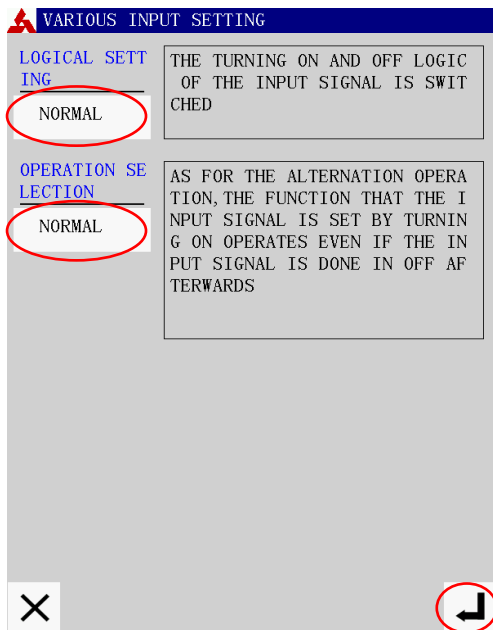 VARIOUS INPUT SETTING
LOGICAL SETT
ING
NORMAL
THE TURNING ON AND OFF LOGIC
OF THE INPUT SIGNAL IS SWIT
CHED
OPERATION SE
LECTION
NORMAL
AS FOR THE ALTERNATION OPERA
TION,THE FUNCTION THAT THE I
NPUT SIGNAL IS SET BY TURNIN
G ON OPERATES EVEN IF THE IN
PUT SIGNAL IS DONE IN OFF AF
TERWARDS